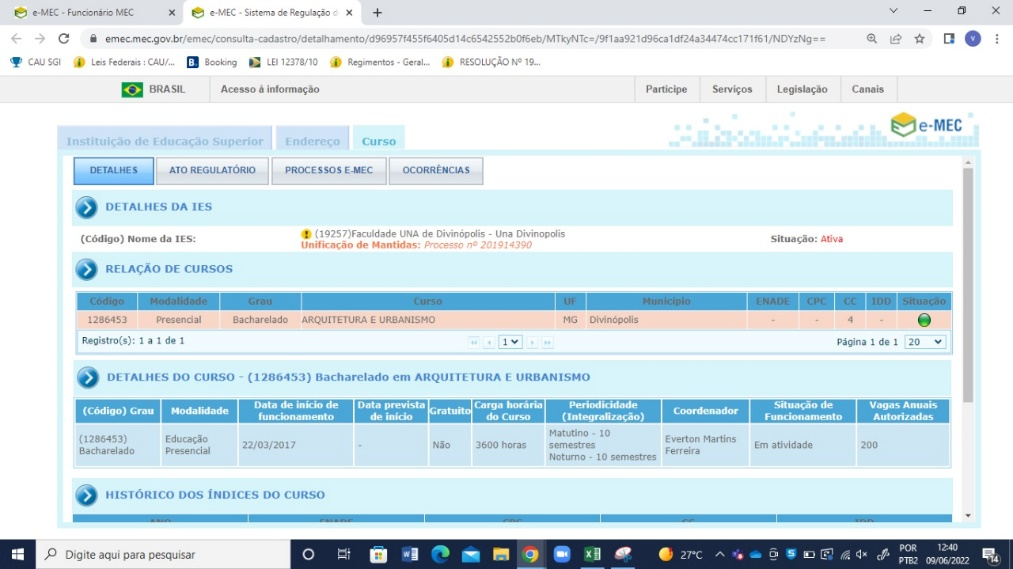 e-MEC - Funcionário MEC
e-MEC - Sistema de Regulação d
emec.mec.gov.br/emec/consulta-cadastro/detalhamento/d96957f455f6405d14c6542552b0f6eb/MTkyNTc=/9f1aa921d96ca1df24a34474cc171f61/NDYzNg==
V
CAU SGI
Leis Federais : CAU/...
B. Booking
LEI 12378/10
Regimentos - Geral...
RESOLUÇÃO Nº 19...
BRASIL
Acesso à informação
Participe
Serviços
Legislação
Canais
e-MEC
Instituição de Educação Superior
Endereço
Curso
DETALHES
ATO REGULATÓRIO
PROCESSOS E-MEC
OCORRÊNCIAS
DETALHES DA IES
(Código) Nome da IES:
(19257)Faculdade UNA de Divinópolis - Una Divinopolis
Unificação de Mantidas: Processo nº 201914390
Situação: Ativa
RELAÇÃO DE CURSOS
Código Modalidade Grau Curso UF Município ENADE CPC CC IDD Situação
1286453 Presencial Bacharelado ARQUITETURA E URBANISMO MG Divinópolis - - 4 -
Registro(s): 1 a 1 de 1
1
Página 1 de 1 20
DETALHES DO CURSO - (1286453) Bacharelado em ARQUITETURA E URBANISMO
(Código) Grau
Modalidade
Data de início de
funcionamento
Data prevista
de início
Gratuito
Carga horária
do Curso
Periodicidade
(Integralização)
Coordenador
Situação de
Funcionamento
Vagas Anuais
Autorizadas
(1286453)
Bacharelado
Educação
Presencial
22/03/2017
-
Não
3600 horas
Matutino - 10
semestres
Noturno - 10 semestres
Everton Martins
Ferreira
Em atividade
200
HISTÓRICO DOS ÍNDICES DO CURSO
ANO ENADE CPC CC IDD
Digite aqui para pesquisar
27°C
POR
PTB2
12:40
09/06/2022
14